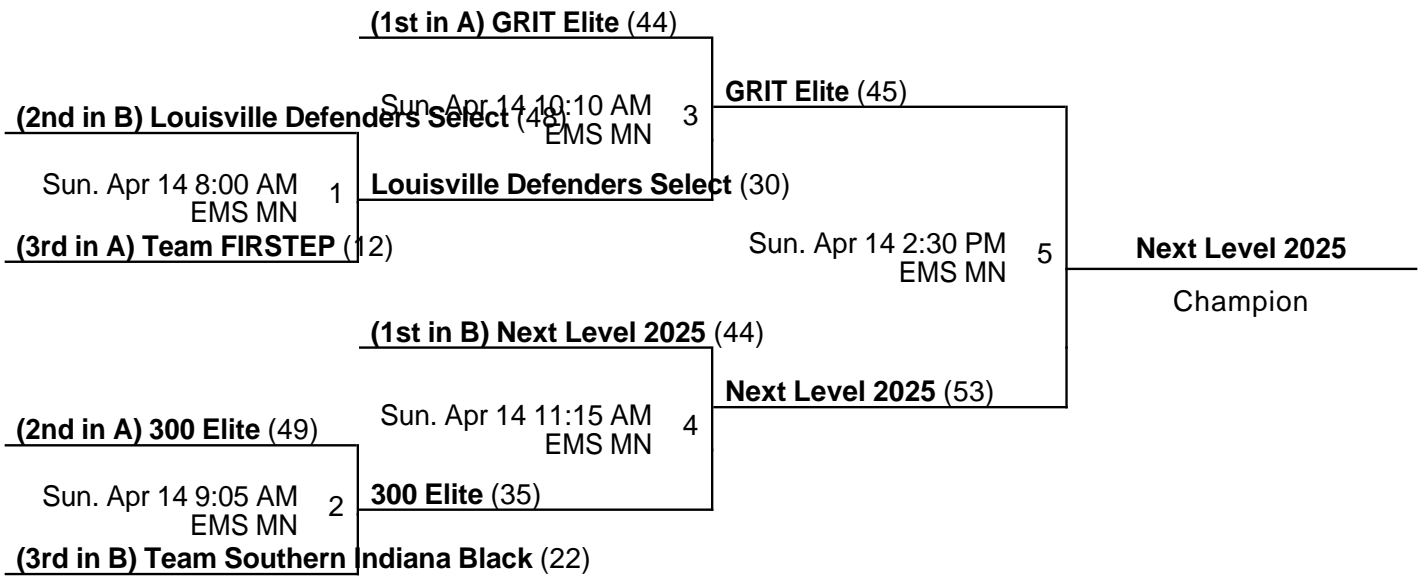 (1st in A) GRIT Elite (44)
GRIT Elite (45)
Sun. Apr 14 10:10 AM
3
EMS MN
(2nd in B) Louisville Defenders Select (48)
Sun. Apr 14 8:00 AM
1
EMS MN
Louisville Defenders Select (30)
(3rd in A) Team FIRSTEP (12)
Sun. Apr 14 2:30 PM
5
EMS MN
Next Level 2025
Champion
(1st in B) Next Level 2025 (44)
Next Level 2025 (53)
Sun. Apr 14 11:15 AM
4
EMS MN
(2nd in A) 300 Elite (49)
Sun. Apr 14 9:05 AM
2
EMS MN
300 Elite (35)
(3rd in B) Team Southern Indiana Black (22)